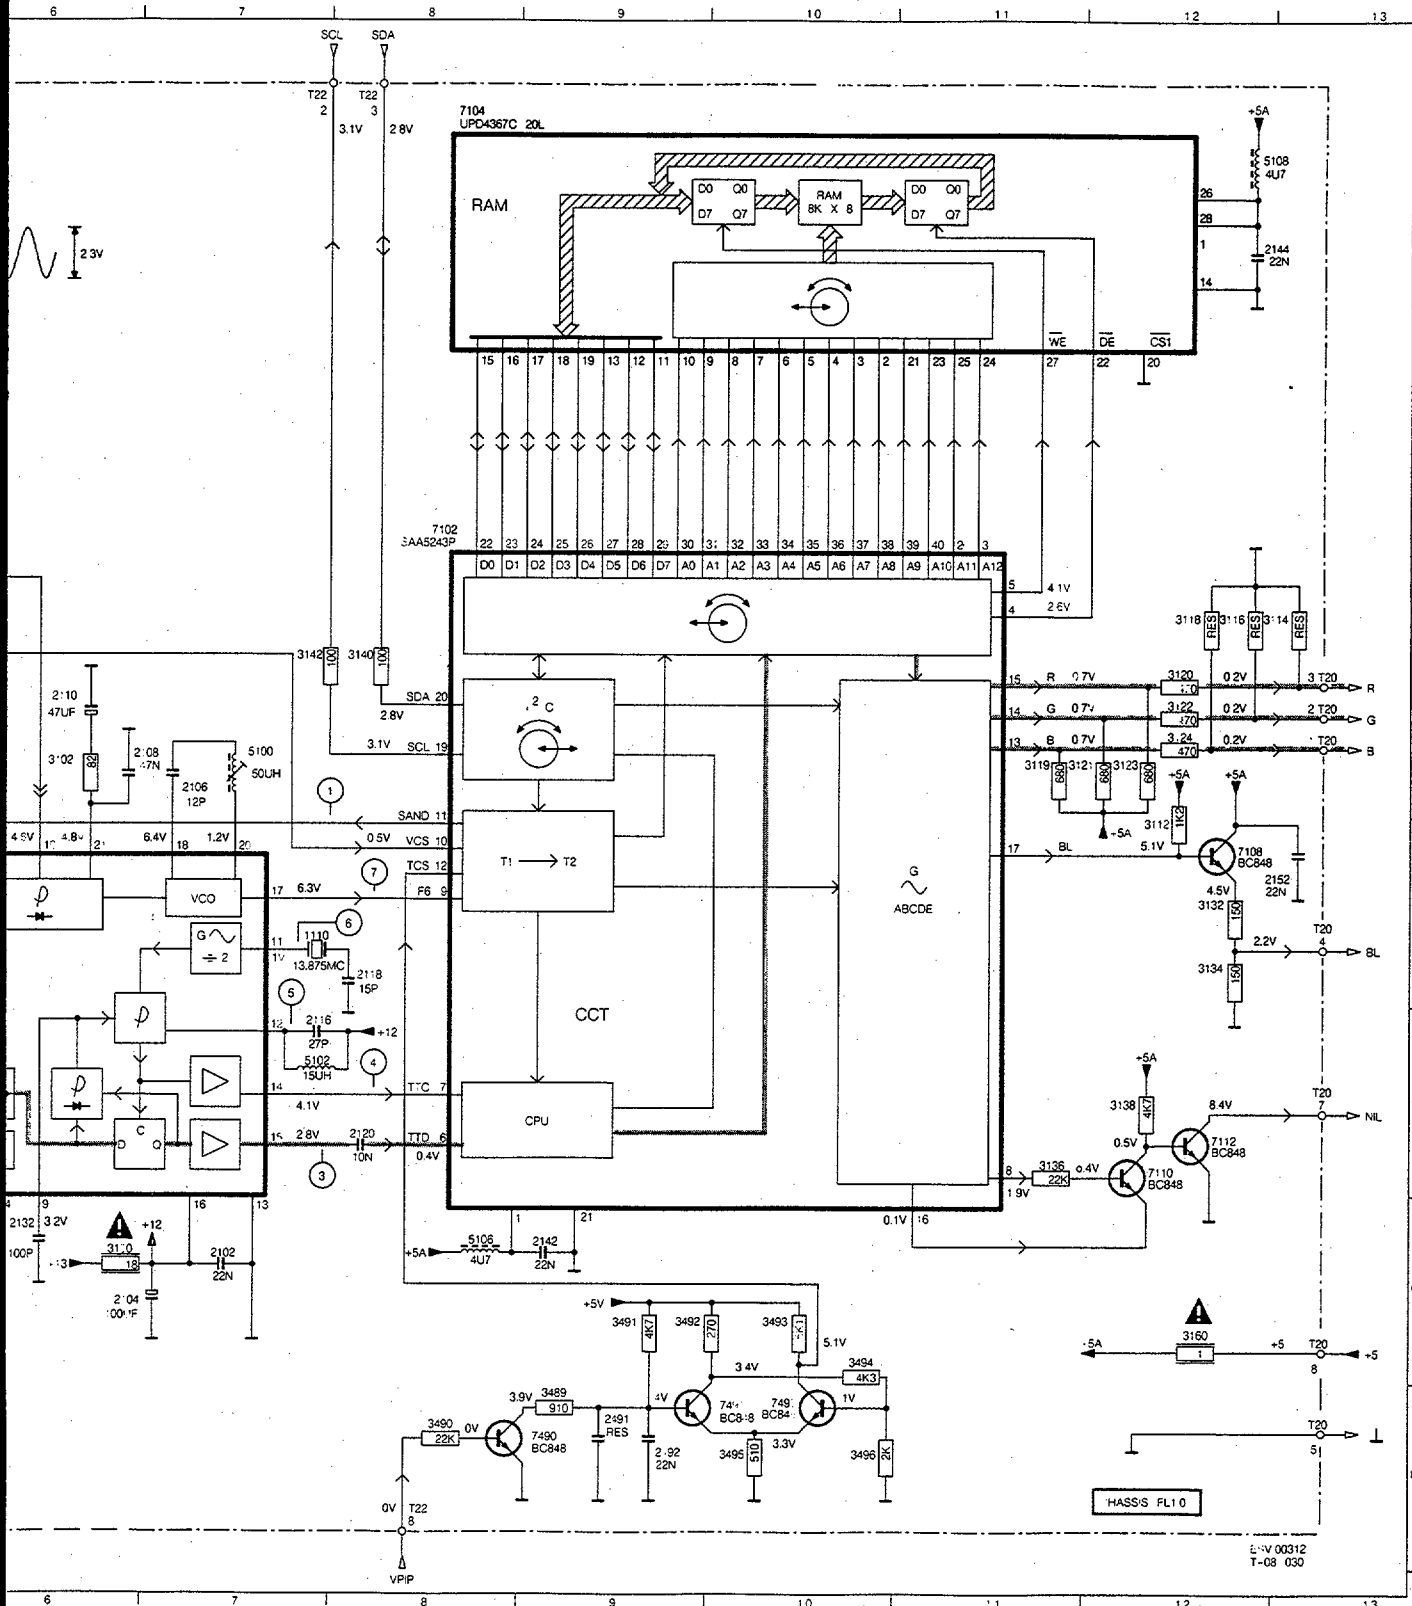 6 7 8 9 10 11 12 13
SCL SDA
T22 T22
2 3
3.1V 2.8V
7104
UPD4367C 20L
+5A
5108
4U7
RAM
D0 Q0
D7 Q7
RAM
8K X 8
D0 Q0
D7 Q7
26
28
1
14
2144
22N
2.3V
WE DE CS1
15 16 17 18 19 13 12 11 10 9 8 7 6 5 4 3 2 21 23 25 24 27 22 20
7102
SAA5243P
22 23 24 25 26 27 28 29 30 31 32 33 34 35 36 37 38 39 40 2 3
D0 D1 D2 D3 D4 D5 D6 D7 A0 A1 A2 A3 A4 A5 A6 A7 A8 A9 A10 A11 A12
5 4.1V
4 2.6V
3118 RES 3116 RES 3114 RES
3142 100 3140 100
2110
47UF
SDA 20
2.8V
2 C
15 R 0.7V 3120 0.2V 3 T20 R
14 G 0.7V 3122 470 0.2V 2 T20 G
13 B 0.7V 3124 470 0.2V T20 B
3.1V SCL 19
3102 82
2108
47N
5100
50UH
2106
12P
3119 680 3121 680 3123 680
+5A +5A
+5A
1
SAND 11
3112 1K2
4.8V 6.4V 1.2V
0.5V VCS 10
21 18 20
T1 T2
17 BL 5.1V
7108
BC848
7
TCS 12
2152
22N
VCO
17 6.3V F6 9
G
ABCDE
4.5V
3132 150
6
G
÷ 2
11
1V
1110
13.875MC
2118
15P
2.2V T20
4 BL
3134 150
5
12
2116
27P
+12
CCT
5102
15UH
4
+5A
14
4.1V
TTC 7
3138 4K7
8.4V T20
7 NIL
C
D Q
CPU
15 2.8V 2120
10N
TTD 6
0.4V
0.5V
7112
BC848
3
8
1.9V
3136
22K
0.4V
7110
BC848
4 9 16 13
1 21
0.1V 16
2132 3.2V
100P
+12
18
2102
22N
+5A
5106
4U7
2142
22N
2104
+5V
3491 4K7 3492 270 3493
5.1V
3160
1
+5 T20
8 +5
3.4V 3494
4K3
3.9V 3489
910
4V
1V
3490
22K
0V
7490
BC848
2491
RES
22N
3495 510
3.3V
3496 2K
T20
5
0V T22
8
VPIP
T-08 030
6 7 8 9 10 11 12 13